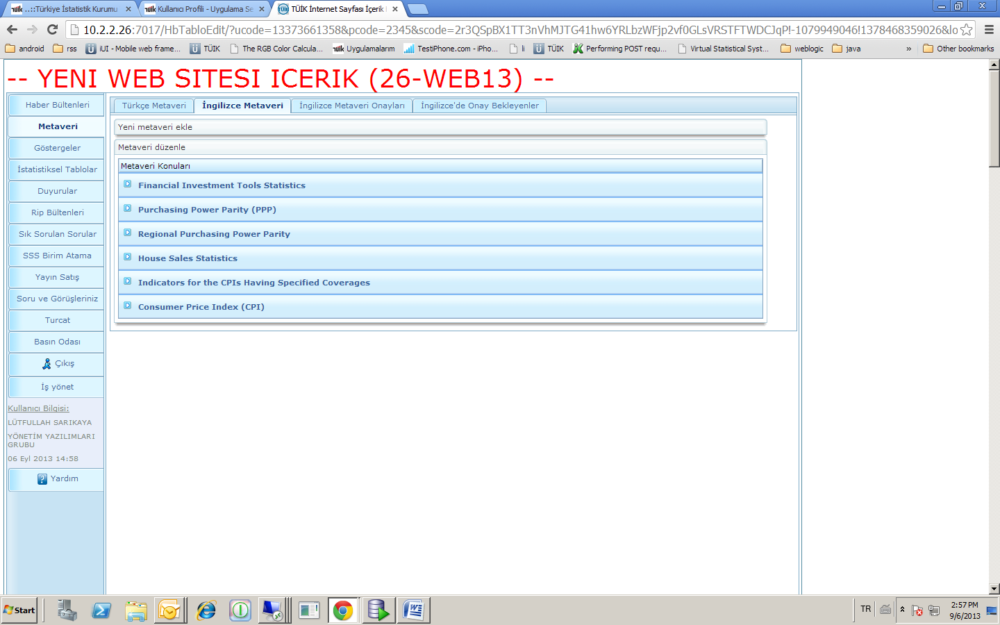 ..::Türkiye İstatistik Kurumu
Kullanıcı Profili - Uygulama Se
TÜİK İnternet Sayfası İçerik
10.2.2.26:7017/HbTabloEdit/?ucode=13373661358&pcode=2345&scode=2r3QSpBX1TT3nVhMJTG41hw6YRLbzWFjp2vf0GLsVRSTFTWDCJqP!-1079949046!1378468359026&lo
android
rss
iUI - Mobile web frame...
TÜİK
The RGB Color Calcula...
Uygulamalarım
TestiPhone.com - iPho...
li
TÜİK
Performing POST requ...
Virtual Statistical Syst...
weblogic
java
»
Other bookmarks
-- YENI WEB SITESI ICERIK (26-WEB13) --
Haber Bültenleri
Metaveri
Göstergeler
İstatistiksel Tablolar
Duyurular
Rip Bültenleri
Sık Sorulan Sorular
SSS Birim Atama
Yayın Satış
Soru ve Görüşleriniz
Turcat
Basın Odası
Çıkış
İş yönet
Kullanıcı Bilgisi:
LÜTFULLAH SARIKAYA
YÖNETİM YAZILIMLARI
GRUBU
06 Eyl 2013 14:58
Yardım
Türkçe Metaveri
İngilizce Metaveri
İngilizce Metaveri Onayları
İngilizce'de Onay Bekleyenler
Yeni metaveri ekle
Metaveri düzenle
Metaveri Konuları
Financial Investment Tools Statistics
Purchasing Power Parity (PPP)
Regional Purchasing Power Parity
House Sales Statistics
Indicators for the CPIs Having Specified Coverages
Consumer Price Index (CPI)
Start
TR
2:57 PM
9/6/2013